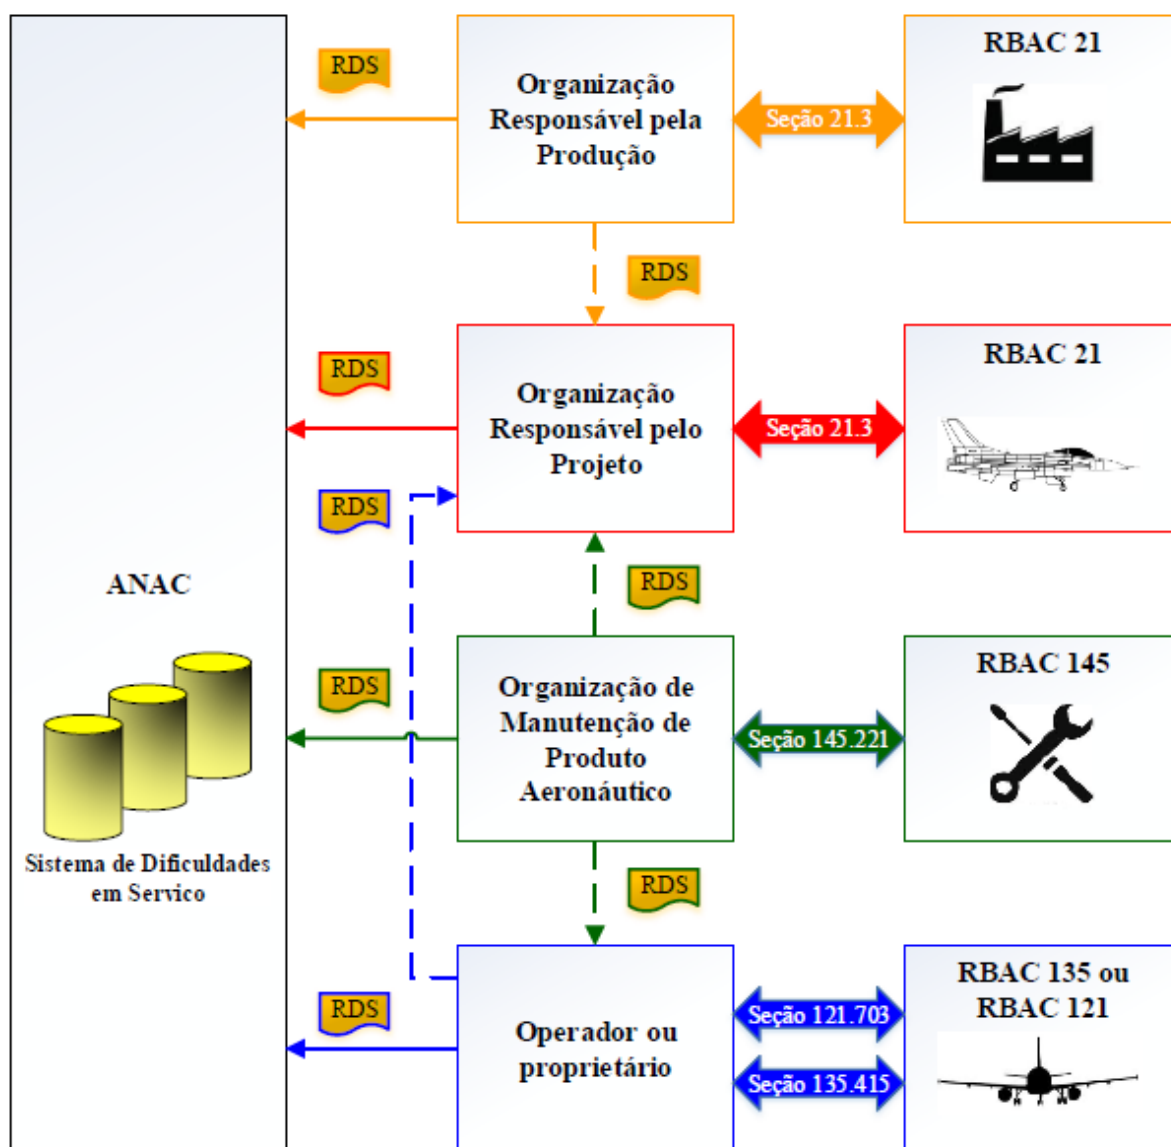 ANAC
Sistema de Dificuldades
em Servico
RDS
Organização
Responsável pela
Produção
Seção 21.3
RBAC 21
RDS
RDS
Organização
Responsável pelo
Projeto
Seção 21.3
RBAC 21
RDS
RDS
RDS
Organização de
Manutenção de
Produto
Aeronáutico
Seção 145.221
RBAC 145
RDS
RDS
Operador ou
proprietário
Seção 121.703
Seção 135.415
RBAC 135 ou
RBAC 121